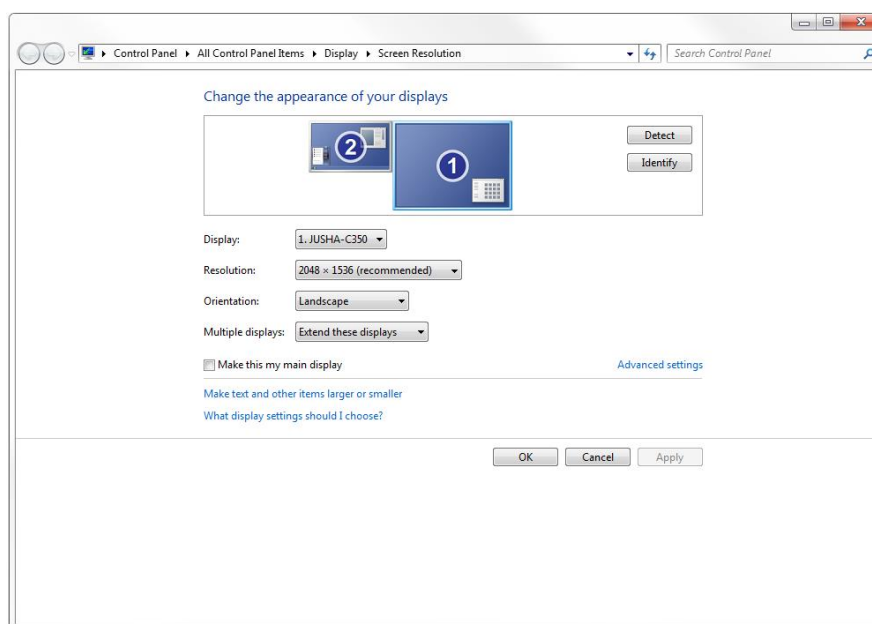 Control Panel ▸ All Control Panel Items ▸ Display ▸ Screen Resolution
Search Control Panel
Change the appearance of your displays
2
1
Detect
Identify
Display: 1. JUSHA-C350
Resolution: 2048 × 1536 (recommended)
Orientation: Landscape
Multiple displays: Extend these displays
Make this my main display
Advanced settings
Make text and other items larger or smaller
What display settings should I choose?
OK
Cancel
Apply